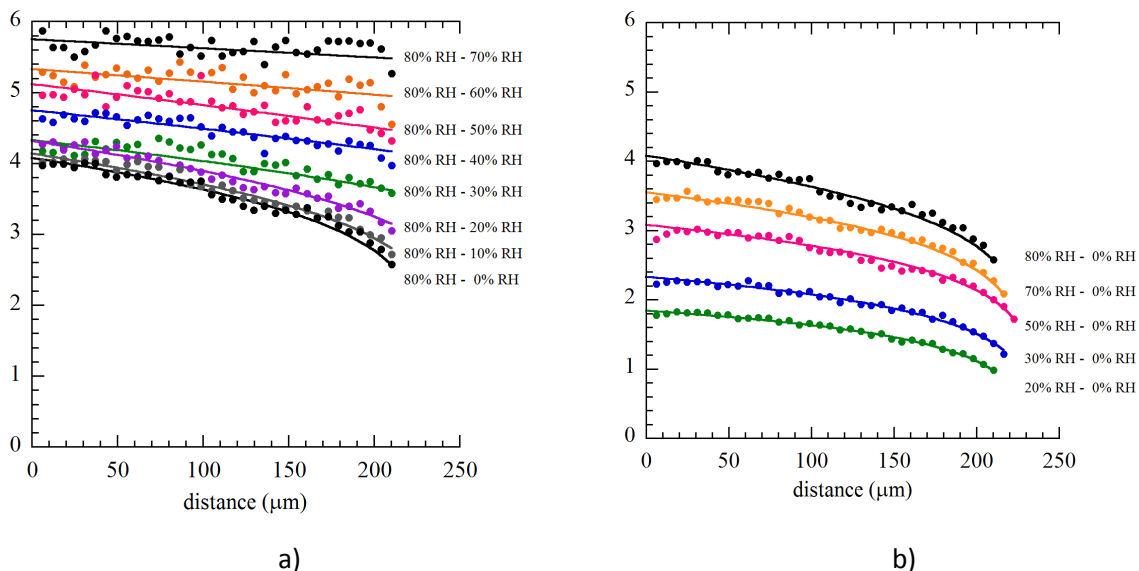 6
5
4
3
2
1
0
80% RH - 70% RH
80% RH - 60% RH
80% RH - 50% RH
80% RH - 40% RH
80% RH - 30% RH
80% RH - 20% RH
80% RH - 10% RH
80% RH - 0% RH
0 50 100 150 200 250
distance (μm)
a)
6
5
4
3
2
1
0
80% RH - 0% RH
70% RH - 0% RH
50% RH - 0% RH
30% RH - 0% RH
20% RH - 0% RH
0 50 100 150 200 250
distance (μm)
b)